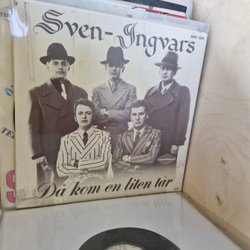 Sven-Ingvars
Då kom en liten tår